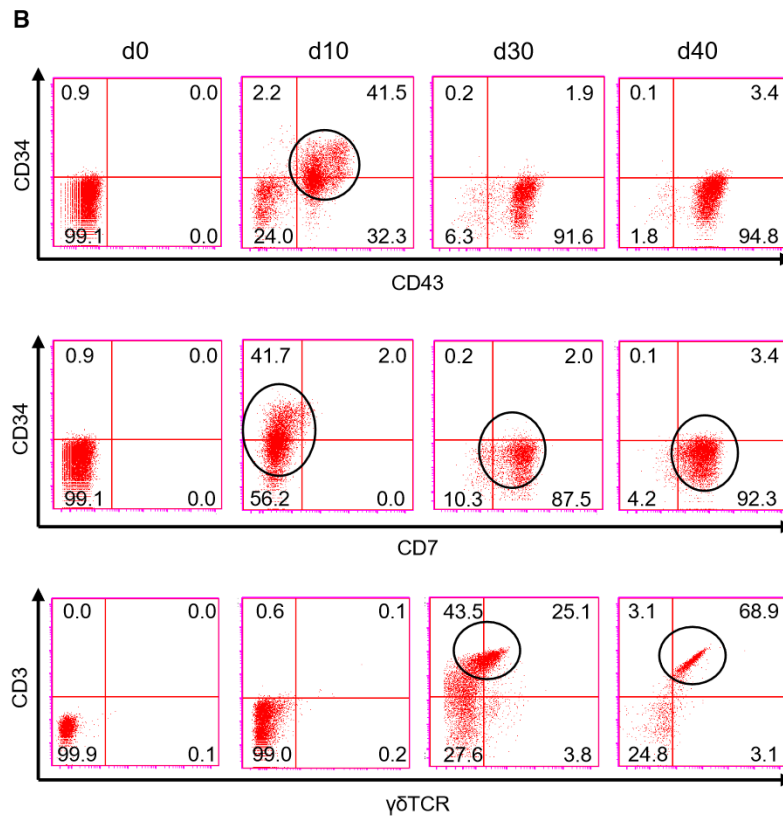 B
d0 d10 d30 d40
0.9 0.0 2.2 41.5 0.2 1.9 0.1 3.4
CD34
99.1 0.0 24.0 32.3 6.3 91.6 1.8 94.8
CD43
0.9 0.0 41.7 2.0 0.2 2.0 0.1 3.4
CD34
99.1 0.0 56.2 0.0 10.3 87.5 4.2 92.3
CD7
0.0 0.0 0.6 0.1 43.5 25.1 3.1 68.9
CD3
99.9 0.1 99.0 0.2 27.6 3.8 24.8 3.1
γδTCR